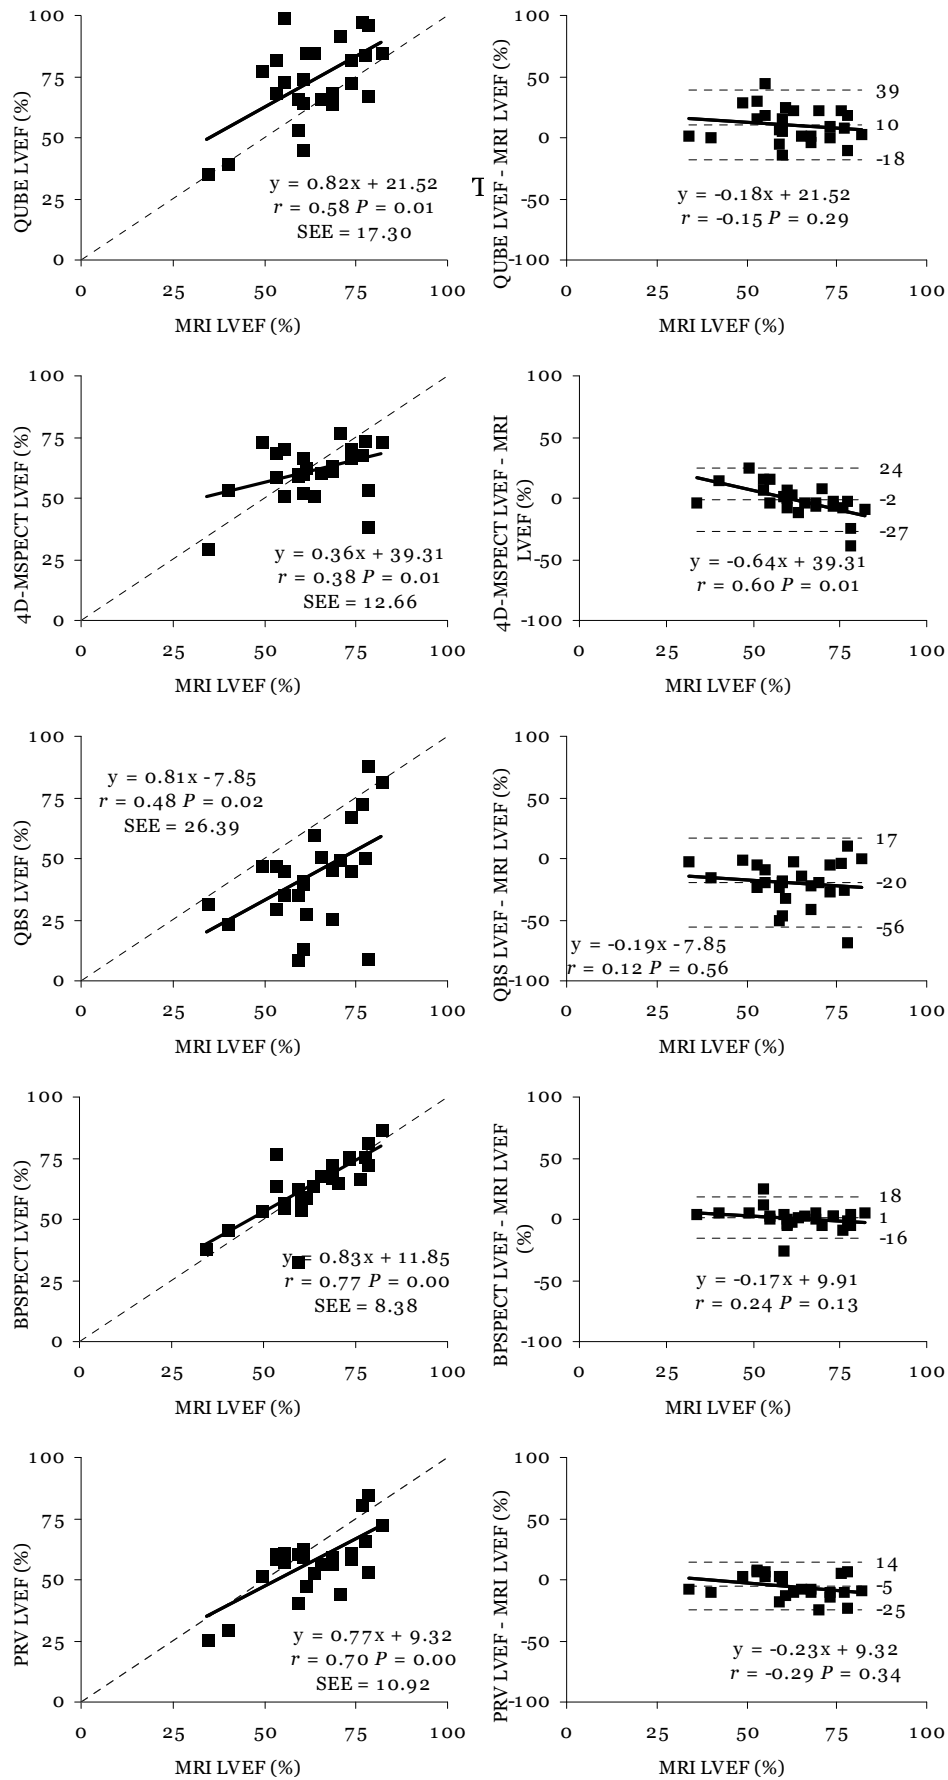 100
75
50
25
0
QUBE LVEF (%)
y = 0.82x + 21.52
r = 0.58 P = 0.01
SEE = 17.30
0 25 50 75 100
MRI LVEF (%)
T
100
50
0
-50
-100
QUBE LVEF - MRI LVEF (%)
39
10
-18
y = -0.18x + 21.52
r = -0.15 P = 0.29
0 25 50 75 100
MRI LVEF (%)
100
75
50
25
0
4D-MSPECT LVEF (%)
y = 0.36x + 39.31
r = 0.38 P = 0.01
SEE = 12.66
0 25 50 75 100
MRI LVEF (%)
100
50
0
-50
-100
4D-MSPECT LVEF - MRI
LVEF (%)
24
-2
-27
y = -0.64x + 39.31
r = 0.60 P = 0.01
0 25 50 75 100
MRI LVEF (%)
100
75
50
25
0
QBS LVEF (%)
y = 0.81x - 7.85
r = 0.48 P = 0.02
SEE = 26.39
0 25 50 75 100
MRI LVEF (%)
100
50
0
-50
-100
QBS LVEF - MRI LVEF (%)
17
-20
-56
y = -0.19x - 7.85
r = 0.12 P = 0.56
0 25 50 75 100
MRI LVEF (%)
100
75
50
25
0
BPSPECT LVEF (%)
y = 0.83x + 11.85
r = 0.77 P = 0.00
SEE = 8.38
0 25 50 75 100
MRI LVEF (%)
100
50
0
-50
-100
BPSPECT LVEF - MRI LVEF
(%)
18
1
-16
y = -0.17x + 9.91
r = 0.24 P = 0.13
0 25 50 75 100
MRI LVEF (%)
100
75
50
25
0
PRV LVEF (%)
y = 0.77x + 9.32
r = 0.70 P = 0.00
SEE = 10.92
0 25 50 75 100
MRI LVEF (%)
100
50
0
-50
-100
PRV LVEF - MRI LVEF (%)
14
-5
-25
y = -0.23x + 9.32
r = -0.29 P = 0.34
0 25 50 75 100
MRI LVEF (%)